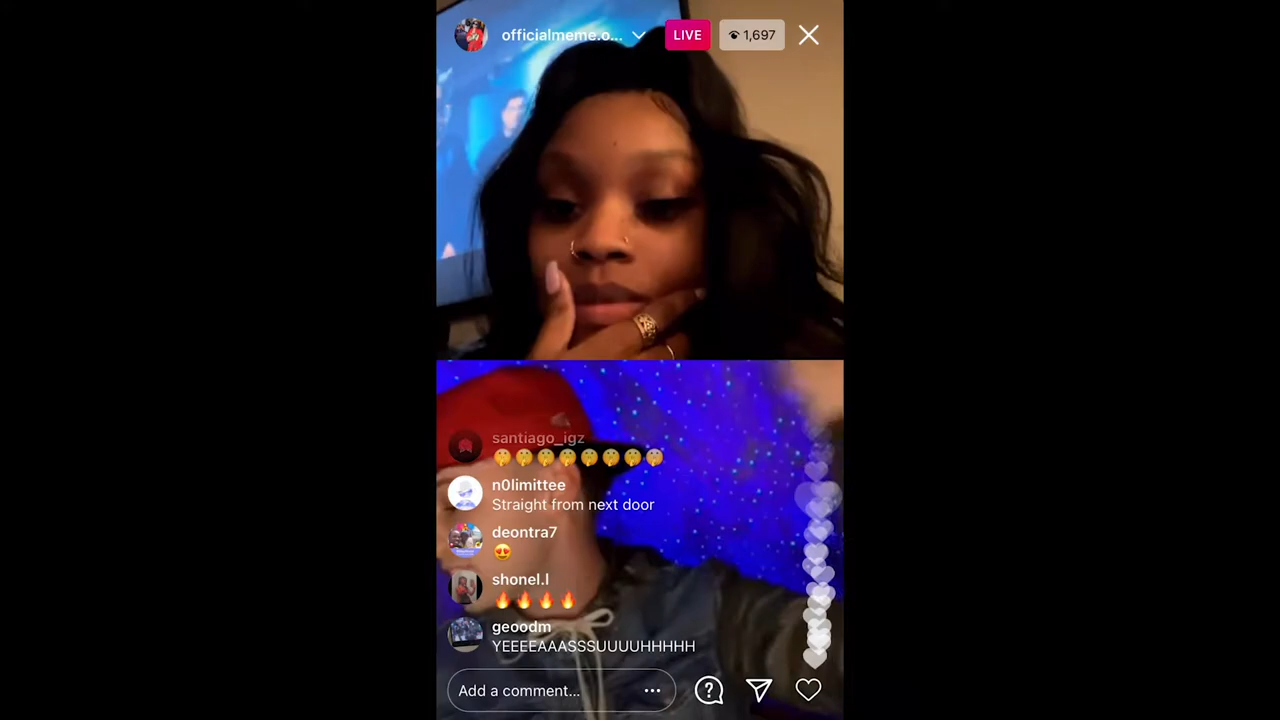 officialmeme.o...
LIVE
1,697
santiago_igz
n0limittee
Straight from next door
deontra7
shonel.l
geoodm
YEEEEAAASSSUUUUHHHHH
Add a comment...